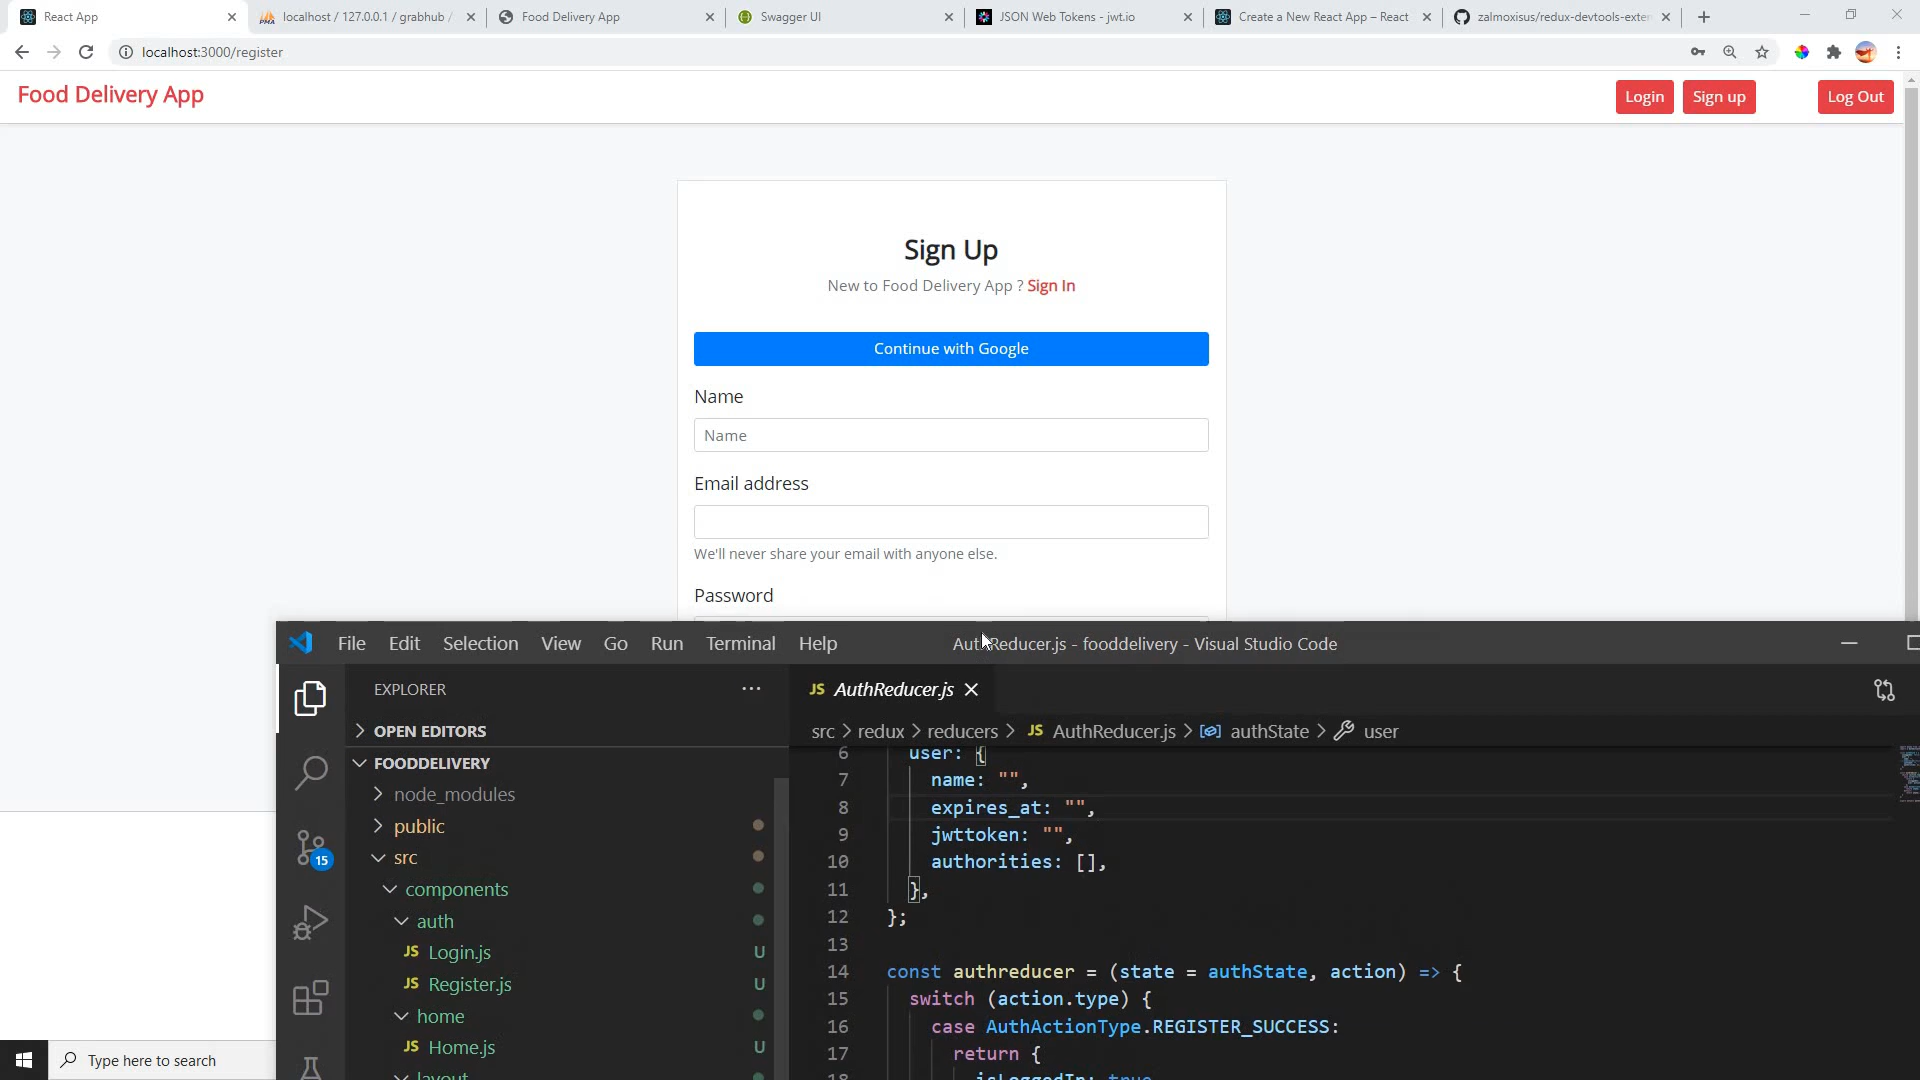 React App
localhost / 127.0.0.1 / grabhub /
Food Delivery App
Swagger UI
JSON Web Tokens - jwt.io
Create a New React App – React
zalmoxisus/redux-devtools-exten
localhost:3000/register
Food Delivery App
Login
Sign up
Log Out
Sign Up
New to Food Delivery App ? Sign In
Continue with Google
Name
Name
Email address
We'll never share your email with anyone else.
Password
File Edit Selection View Go Run Terminal Help
AuthReducer.js - fooddelivery - Visual Studio Code
EXPLORER
OPEN EDITORS
FOODDELIVERY
node_modules
public
src
components
auth
JS Login.js U
JS Register.js U
home
JS Home.js U
layout
15
JS AuthReducer.js
src > redux > reducers > JS AuthReducer.js > authState > user
6 user: {
7 name: "",
8 expires_at: "",
9 jwttoken: "",
10 authorities: [],
11 },
12 };
13
14 const authreducer = (state = authState, action) => {
15 switch (action.type) {
16 case AuthActionType.REGISTER_SUCCESS:
17 return {
18 isLoggedIn: true
Type here to search